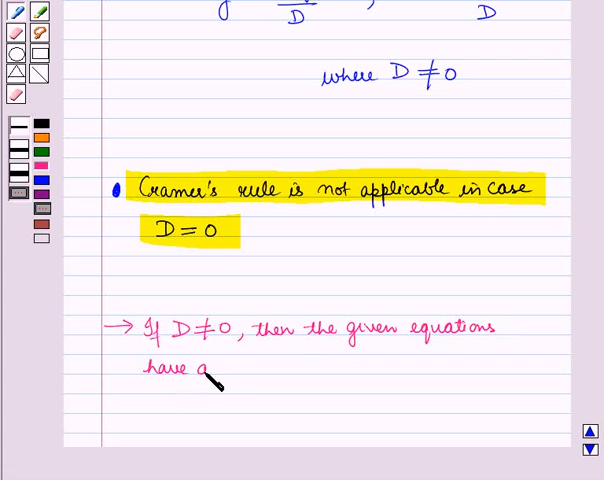 y D , D
where D ≠ 0
Cramer's rule is not applicable in case
D = 0
→ If D ≠ 0, then the given equations
have a